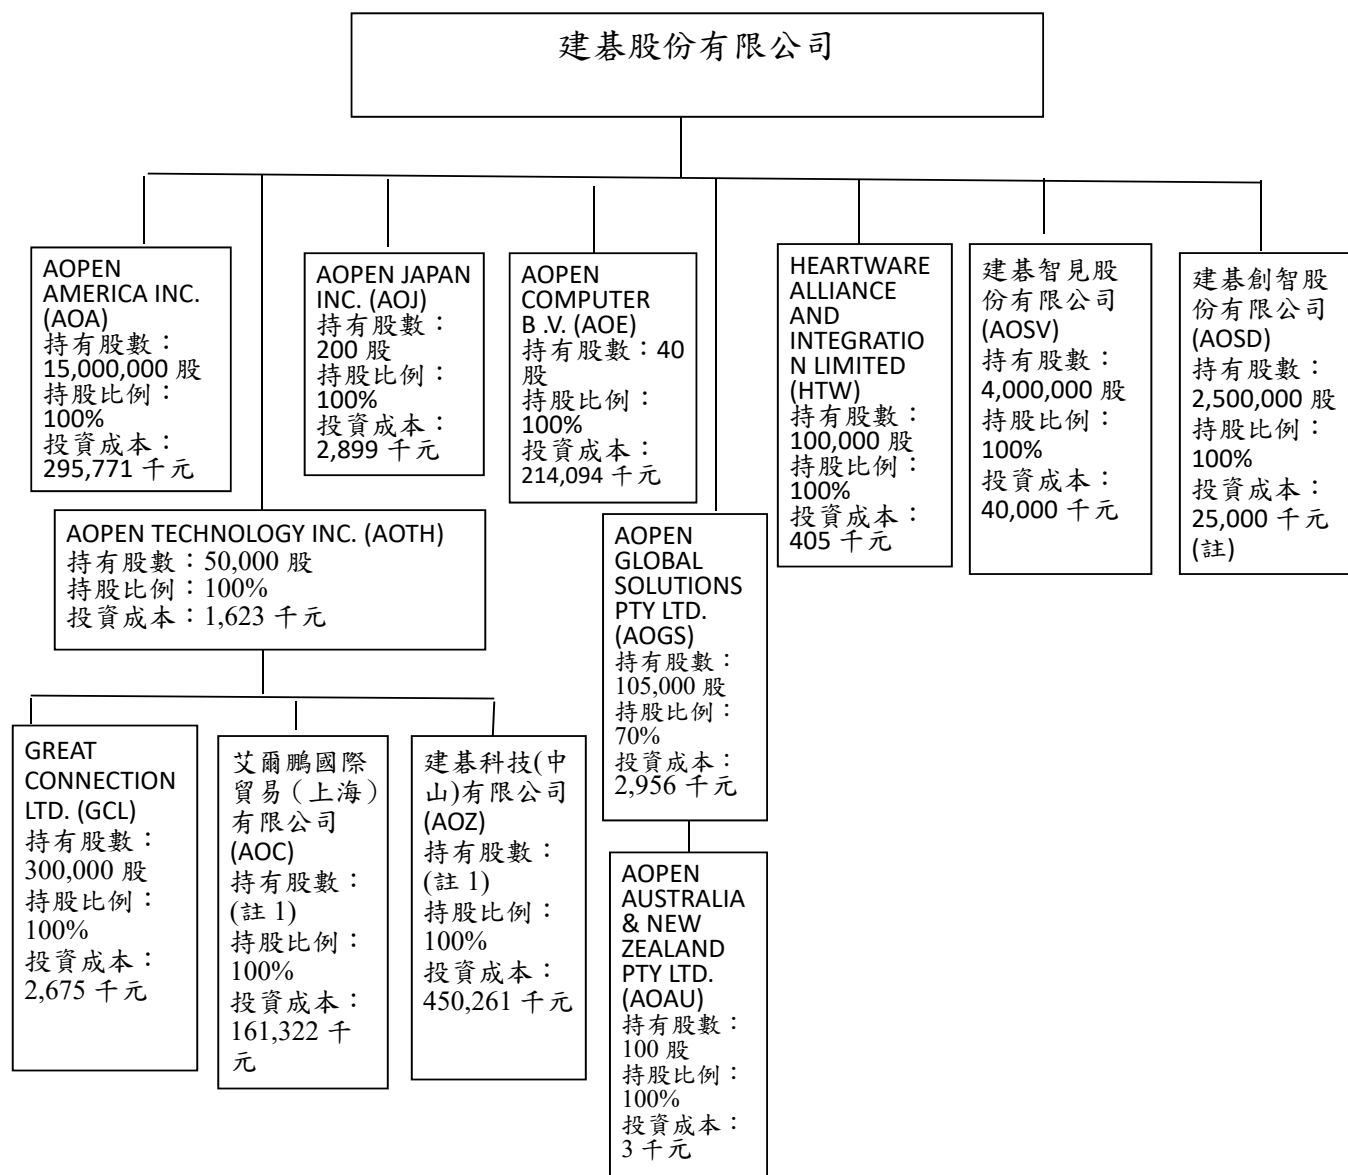 建碁股份有限公司
AOPEN
AMERICA INC.
(AOA)
持有股數：
15,000,000 股
持股比例：
100%
投資成本：
295,771 千元
AOPEN JAPAN
INC. (AOJ)
持有股數：
200 股
持股比例：
100%
投資成本：
2,899 千元
AOPEN
COMPUTER
B .V. (AOE)
持有股數：40
股
持股比例：
100%
投資成本：
214,094 千元
HEARTWARE
ALLIANCE
AND
INTEGRATIO
N LIMITED
(HTW)
持有股數：
100,000 股
持股比例：
100%
投資成本：
405 千元
建碁智見股
份有限公司
(AOSV)
持有股數：
4,000,000 股
持股比例：
100%
投資成本：
40,000 千元
建碁創智股
份有限公司
(AOSD)
持有股數：
2,500,000 股
持股比例：
100%
投資成本：
25,000 千元
(註)
AOPEN TECHNOLOGY INC. (AOTH)
持有股數：50,000 股
持股比例：100%
投資成本：1,623 千元
AOPEN
GLOBAL
SOLUTIONS
PTY LTD.
(AOGS)
持有股數：
105,000 股
持股比例：
70%
投資成本：
2,956 千元
GREAT
CONNECTION
LTD. (GCL)
持有股數：
300,000 股
持股比例：
100%
投資成本：
2,675 千元
艾爾鵬國際
貿易（上海）
有限公司
(AOC)
持有股數：
(註 1)
持股比例：
100%
投資成本：
161,322 千
元
建碁科技(中
山)有限公司
(AOZ)
持有股數：
(註 1)
持股比例：
100%
投資成本：
450,261 千元
AOPEN
AUSTRALIA
& NEW
ZEALAND
PTY LTD.
(AOAU)
持有股數：
100 股
持股比例：
100%
投資成本：
3 千元